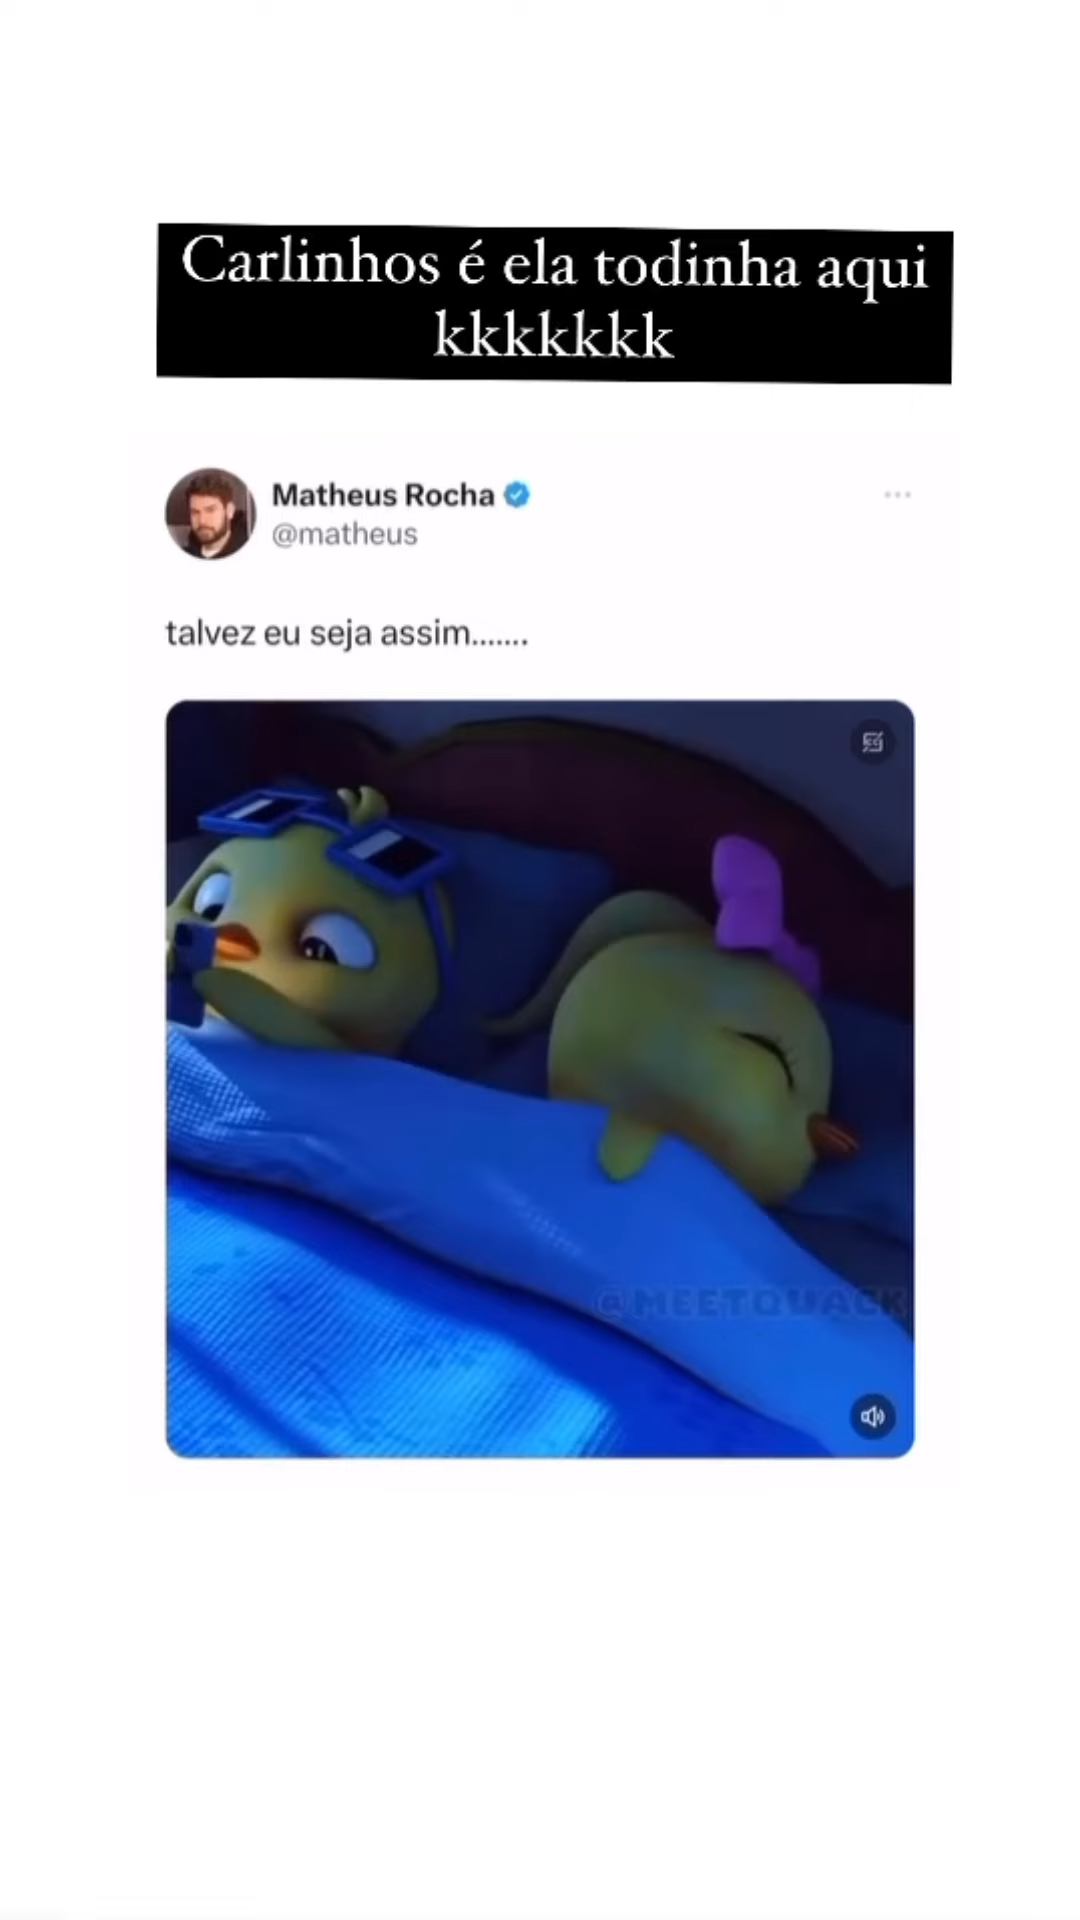 Carlinhos é ela todinha aqui
kkkkkkk
Matheus Rocha
@matheus
talvez eu seja assim.......
@MEETQUACK